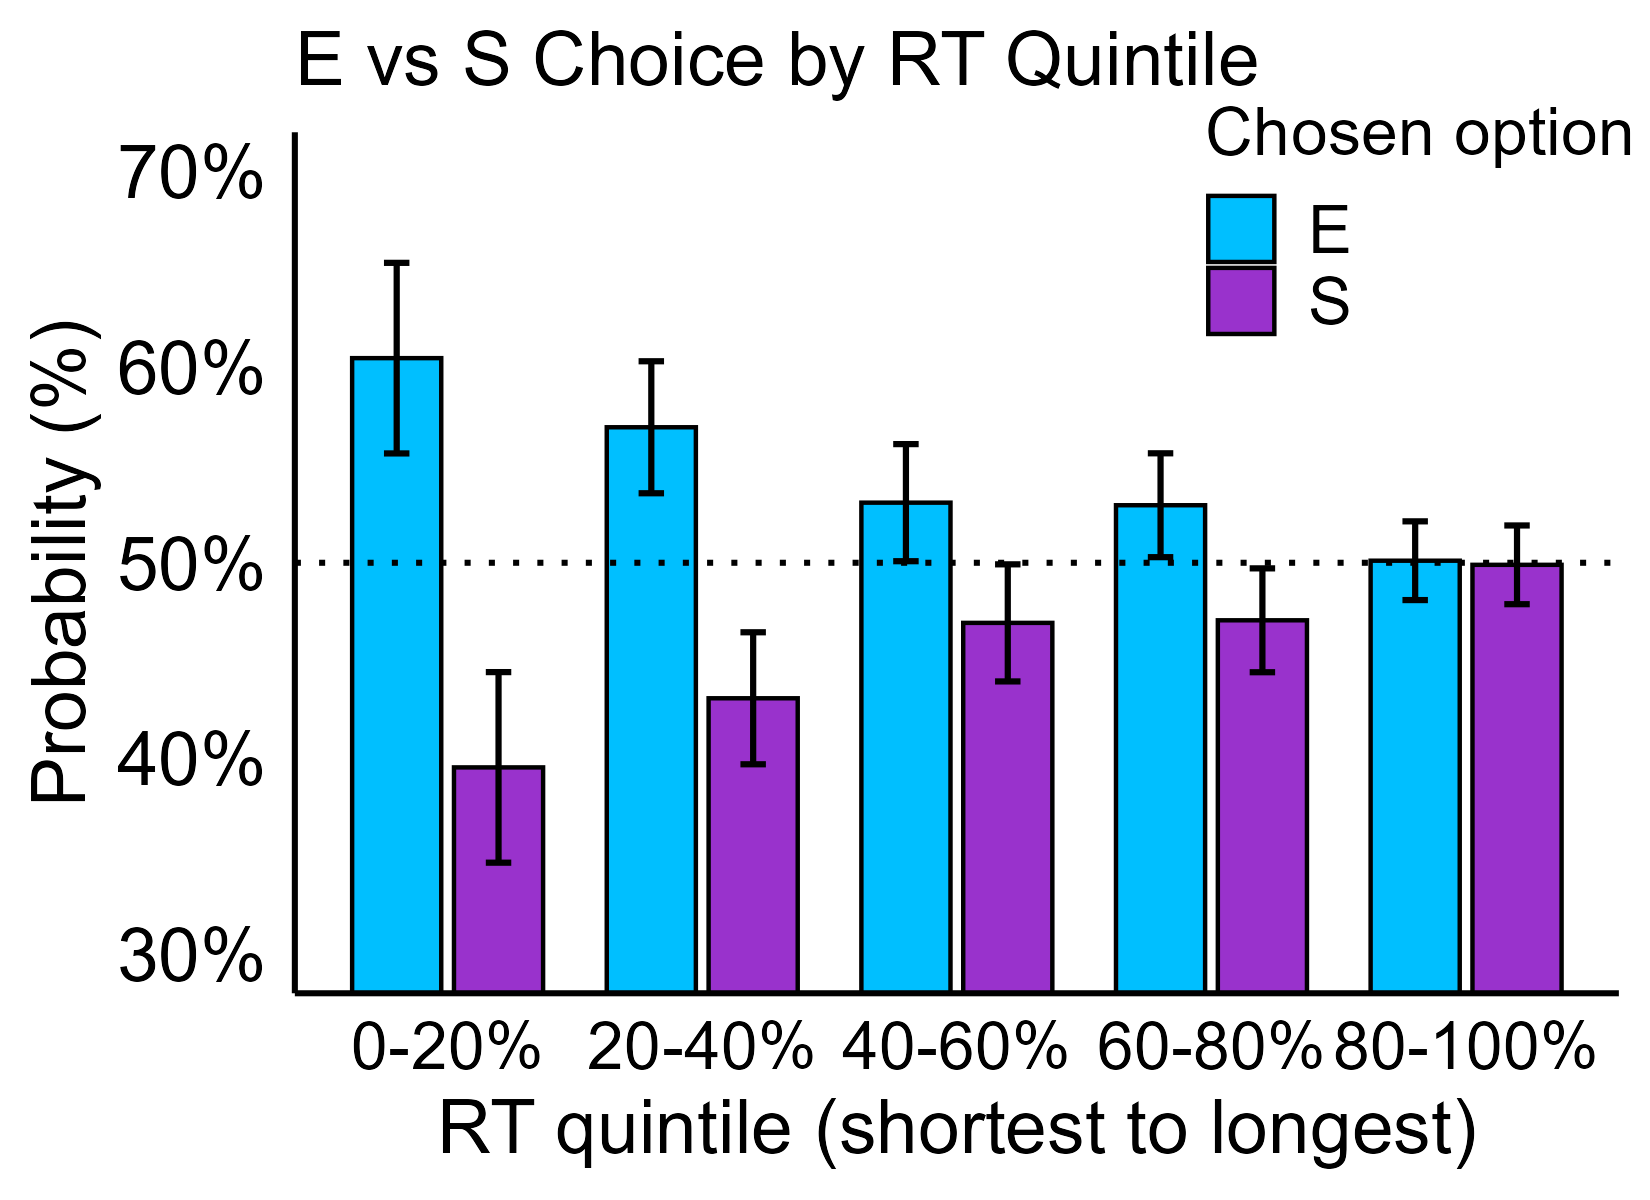 E vs S Choice by RT Quintile
Chosen option
E
S
Probability (%)
70%
60%
50%
40%
30%
0-20% 20-40% 40-60% 60-80% 80-100%
RT quintile (shortest to longest)